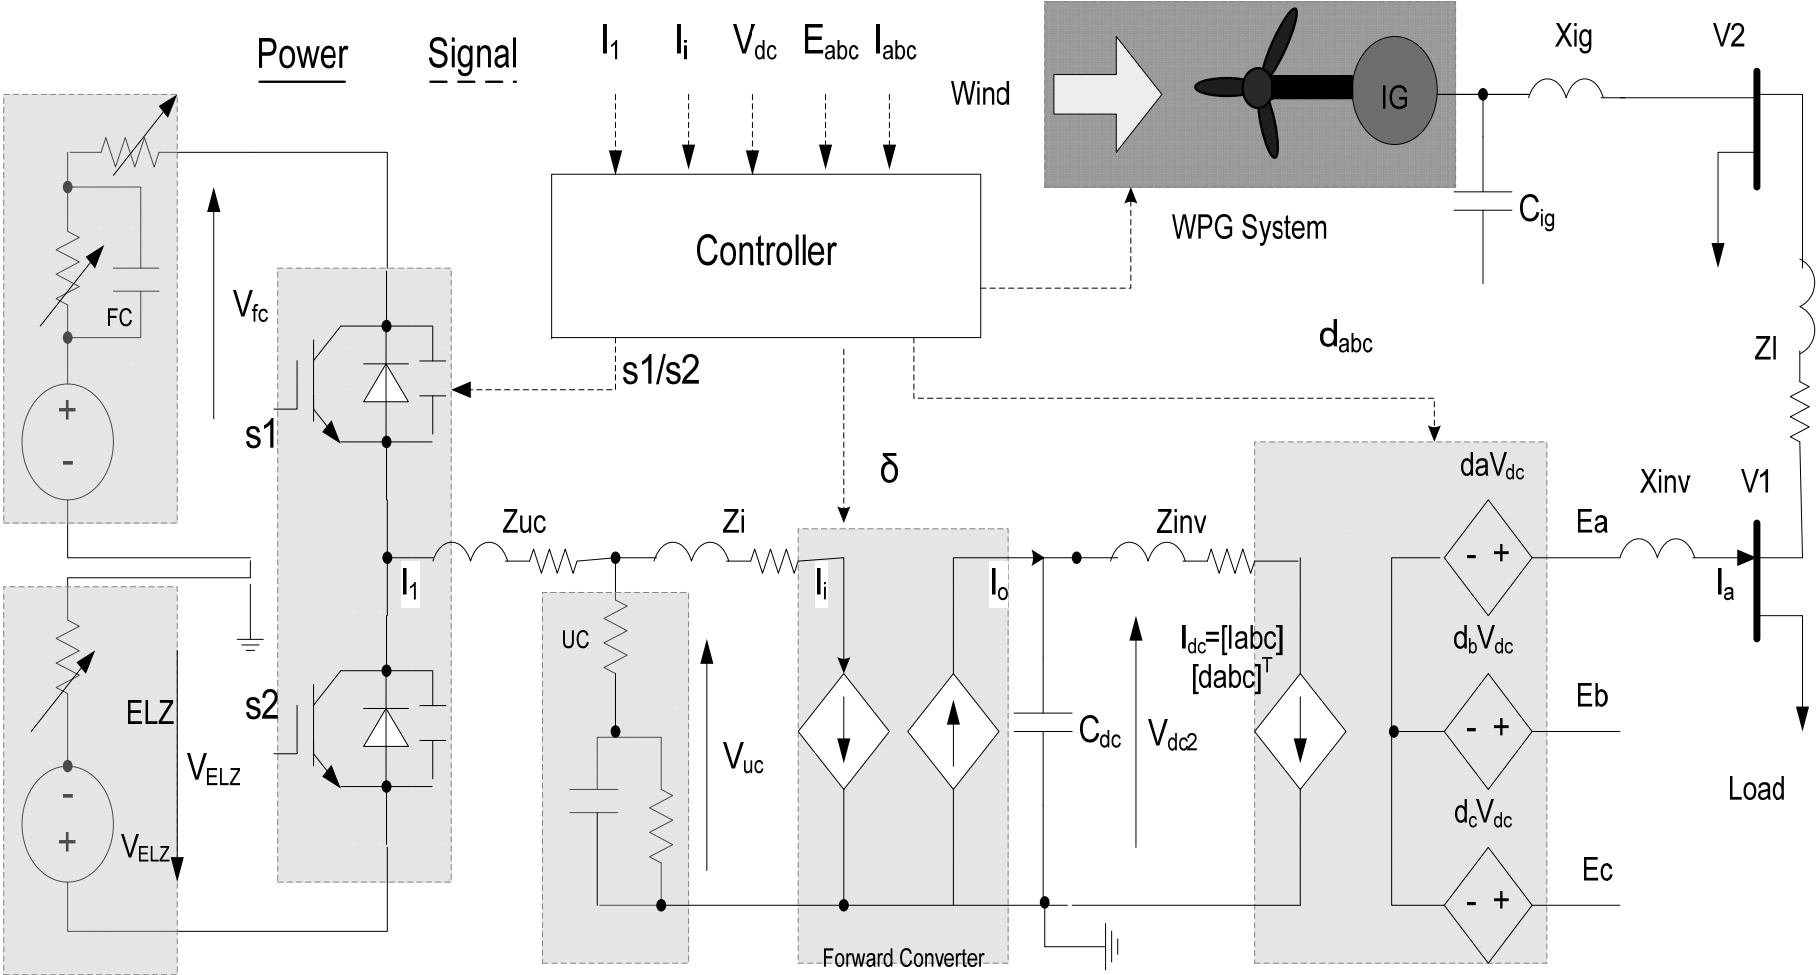 Power
Signal
I1
Ii
Vdc
Eabc
Iabc
Wind
IG
Xig
V2
Cig
WPG System
Controller
Vfc
FC
+
-
s1
s1/s2
dabc
Zl
δ
daVdc
- +
Xinv
V1
Ea
Ia
Zuc
Zi
Zinv
I1
Ii
Io
UC
Idc=[Iabc]
[dabc]T
dbVdc
- +
Eb
ELZ
VELZ
s2
-
+
VELZ
Vuc
Cdc
Vdc2
dcVdc
- +
Ec
Load
Forward Converter